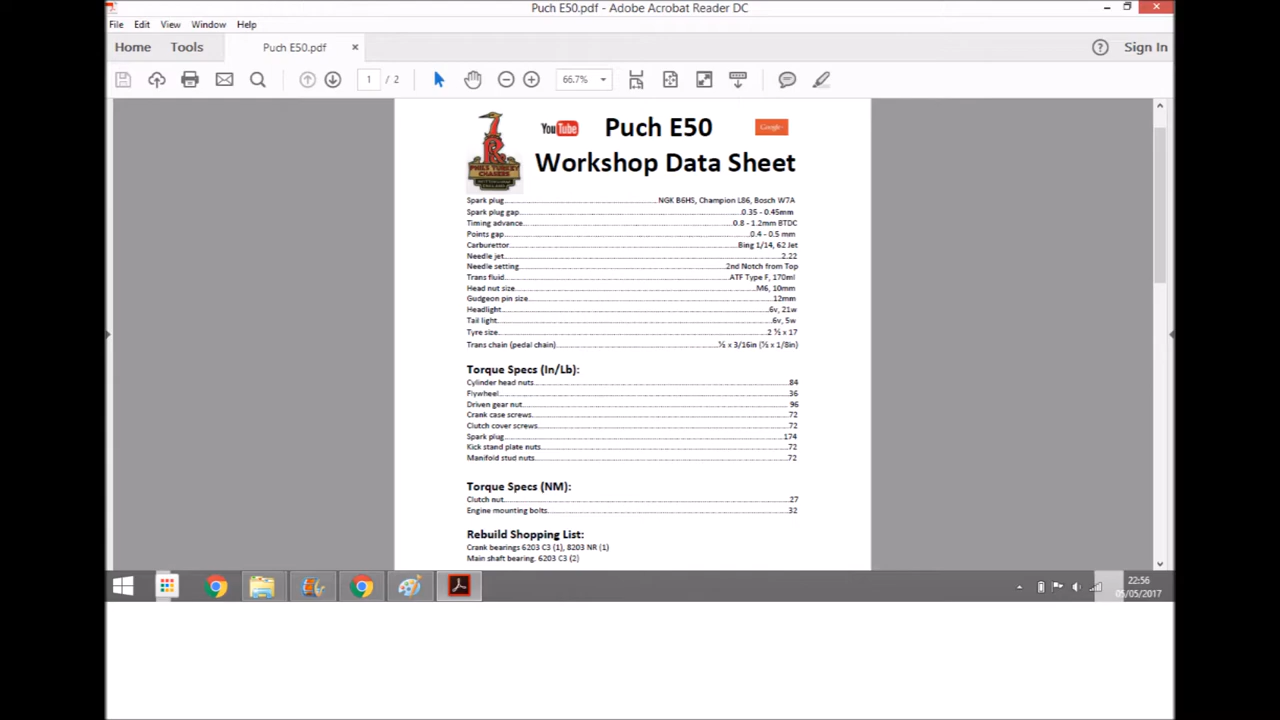 Puch E50.pdf - Adobe Acrobat Reader DC
File Edit View Window Help
Home Tools Puch E50.pdf × Sign In
1 / 2 66.7%
YouTube Puch E50 Google+
Workshop Data Sheet
PHILS TURKEY
CHASERS
Spark plug NGK B6HS, Champion L86, Bosch W7A
Spark plug gap 0.35 - 0.45mm
Timing advance 0.8 - 1.2mm BTDC
Points gap 0.4 - 0.5 mm
Carburettor Bing 1/14, 62 Jet
Needle jet 2.22
Needle setting 2nd Notch from Top
Trans fluid ATF Type F, 170ml
Head nut size M6, 10mm
Gudgeon pin size 12mm
Headlight 6v, 21w
Tail light 6v, 5w
Tyre size 2 ½ x 17
Trans chain (pedal chain) ½ x 3/16in (½ x 1/8in)
Torque Specs (In/Lb):
Cylinder head nuts 84
Flywheel 36
Driven gear nut 96
Crank case screws 72
Clutch cover screws 72
Spark plug 174
Kick stand plate nuts 72
Manifold stud nuts 72
Torque Specs (NM):
Clutch nut 27
Engine mounting bolts 32
Rebuild Shopping List:
Crank bearings 6203 C3 (1), 8203 NR (1)
Main shaft bearing. 6203 C3 (2)
22:56
05/05/2017